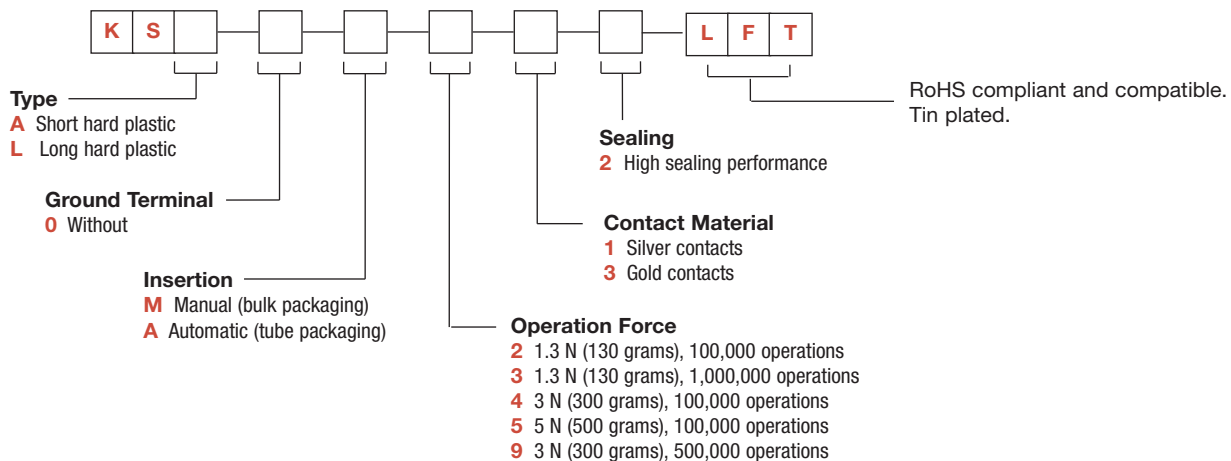 K S L F T
RoHS compliant and compatible.
Tin plated.
Type
A Short hard plastic
L Long hard plastic
Sealing
2 High sealing performance
Ground Terminal
0 Without
Contact Material
1 Silver contacts
3 Gold contacts
Insertion
M Manual (bulk packaging)
A Automatic (tube packaging)
Operation Force
2 1.3 N (130 grams), 100,000 operations
3 1.3 N (130 grams), 1,000,000 operations
4 3 N (300 grams), 100,000 operations
5 5 N (500 grams), 100,000 operations
9 3 N (300 grams), 500,000 operations